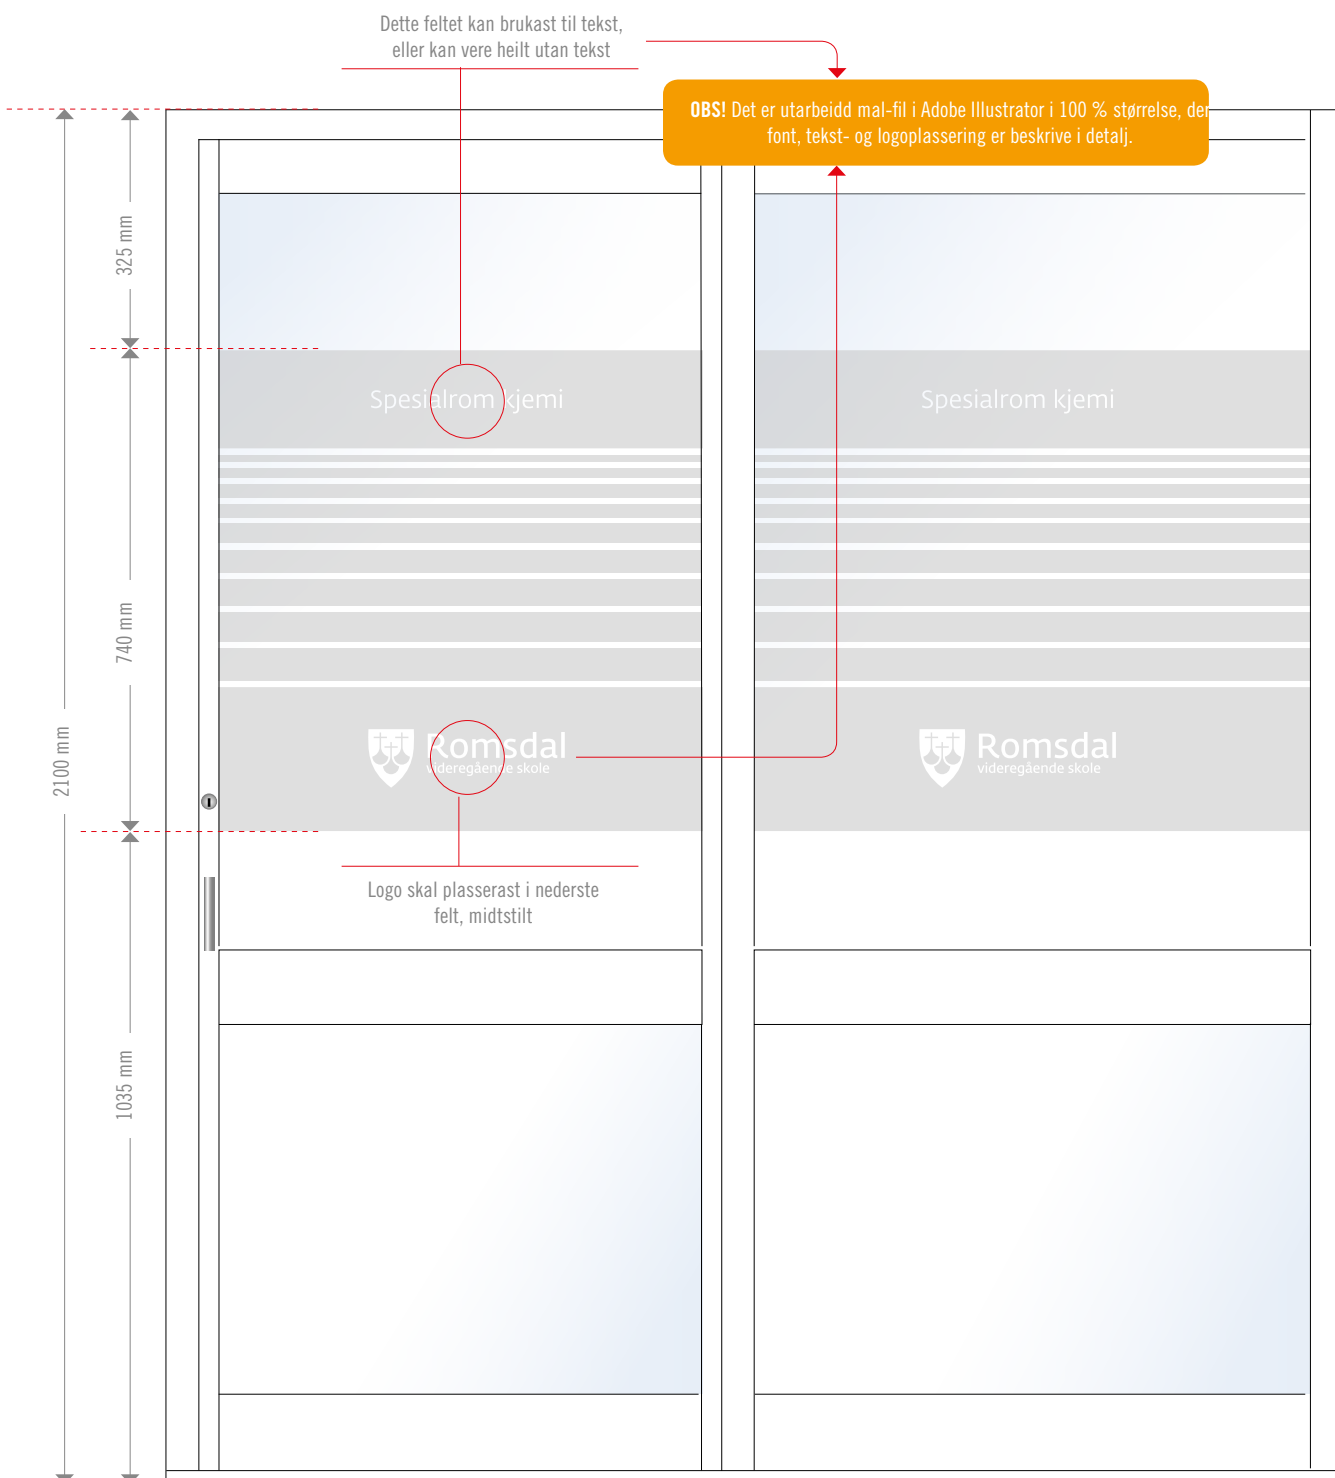 Dette feltet kan brukast til tekst,
eller kan vere heilt utan tekst
OBS! Det er utarbeidd mal-fil i Adobe Illustrator i 100 % størrelse, der
font, tekst- og logoplassering er beskrive i detalj.
325 mm
Spesialrom kjemi
Spesialrom kjemi
740 mm
2100 mm
Romsdal
videregående skole
Romsdal
videregående skole
Logo skal plasserast i nederste
felt, midtstilt
1035 mm